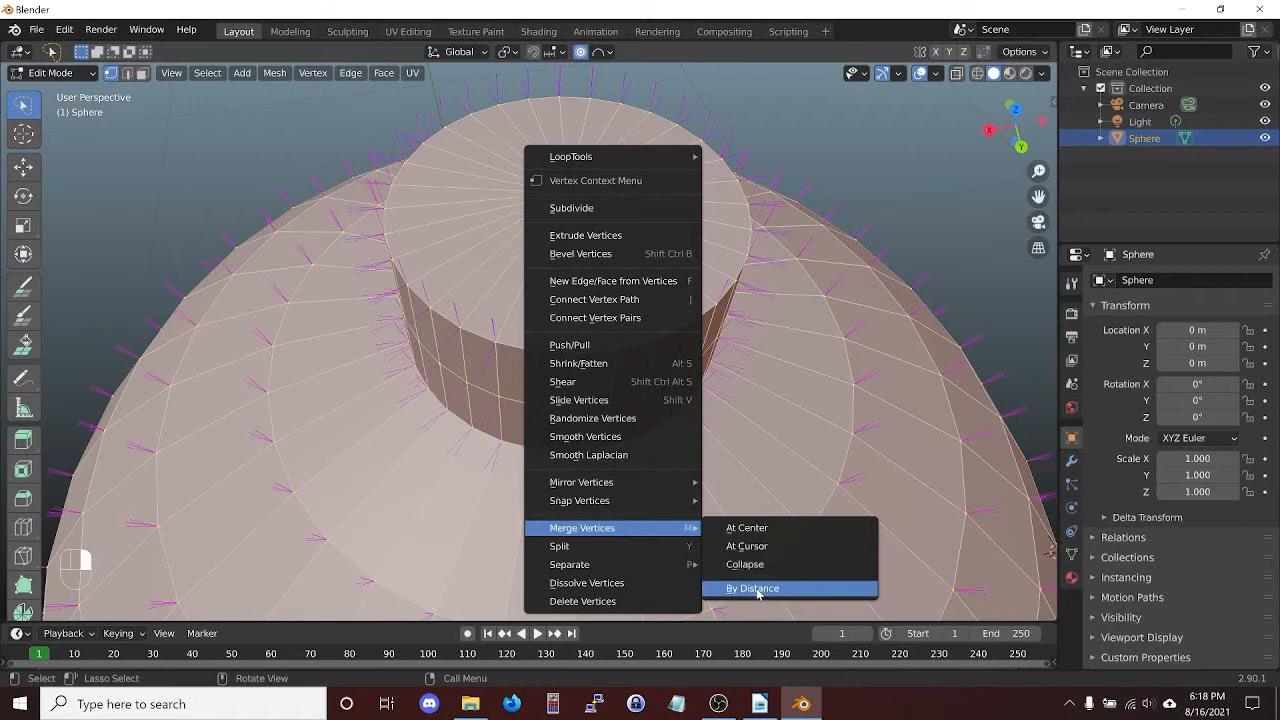 Blender
File Edit Render Window Help Layout Modeling Sculpting UV Editing Texture Paint Shading Animation Rendering Compositing Scripting + Scene View Layer
Global X Y Z Options
Edit Mode View Select Add Mesh Vertex Edge Face UV
User Perspective
(1) Sphere
Z
X
Y
LoopTools
Vertex Context Menu
Subdivide
Extrude Vertices
Bevel Vertices Shift Ctrl B
New Edge/Face from Vertices F
Connect Vertex Path J
Connect Vertex Pairs
Push/Pull
Shrink/Fatten Alt S
Shear Shift Ctrl Alt S
Slide Vertices Shift V
Randomize Vertices
Smooth Vertices
Smooth Laplacian
Mirror Vertices
Snap Vertices
Merge Vertices M
Split Y
Separate P
Dissolve Vertices
Delete Vertices
At Center
At Cursor
Collapse
By Distance
Scene Collection
Collection
Camera
Light
Sphere
Sphere
Sphere
Transform
Location X 0 m
Y 0 m
Z 0 m
Rotation X 0°
Y 0°
Z 0°
Mode XYZ Euler
Scale X 1.000
Y 1.000
Z 1.000
Delta Transform
Relations
Collections
Instancing
Motion Paths
Visibility
Viewport Display
Custom Properties
Playback Keying View Marker 1 Start 1 End 250
1 10 20 30 40 50 60 70 80 90 100 110 120 130 140 150 160 170 180 190 200 210 220 230 240 250
Select Lasso Select Rotate View Call Menu 2.90.1
Type here to search
6:18 PM
8/16/2021